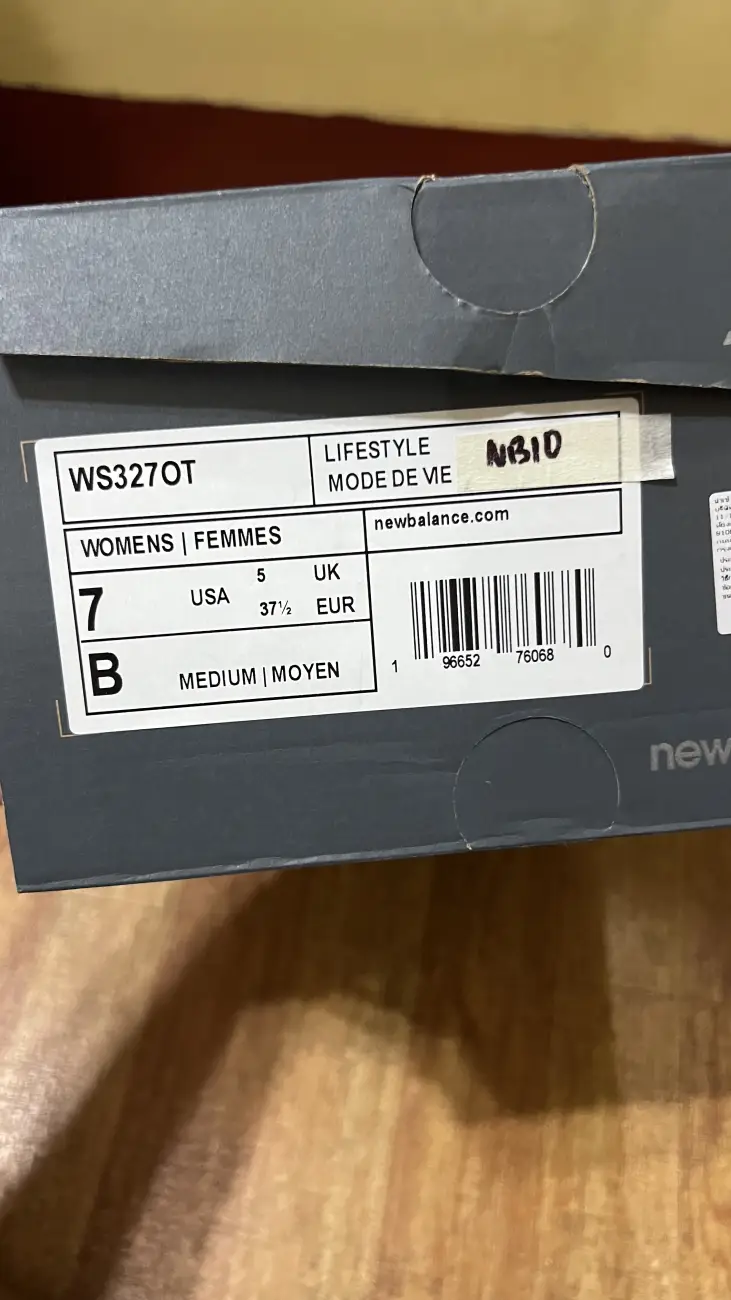 WS327OT
LIFESTYLE
MODE DE VIE
NB10
WOMENS | FEMMES
newbalance.com
7 USA 5 UK
37½ EUR
B MEDIUM | MOYEN
1 96652 76068 0
new